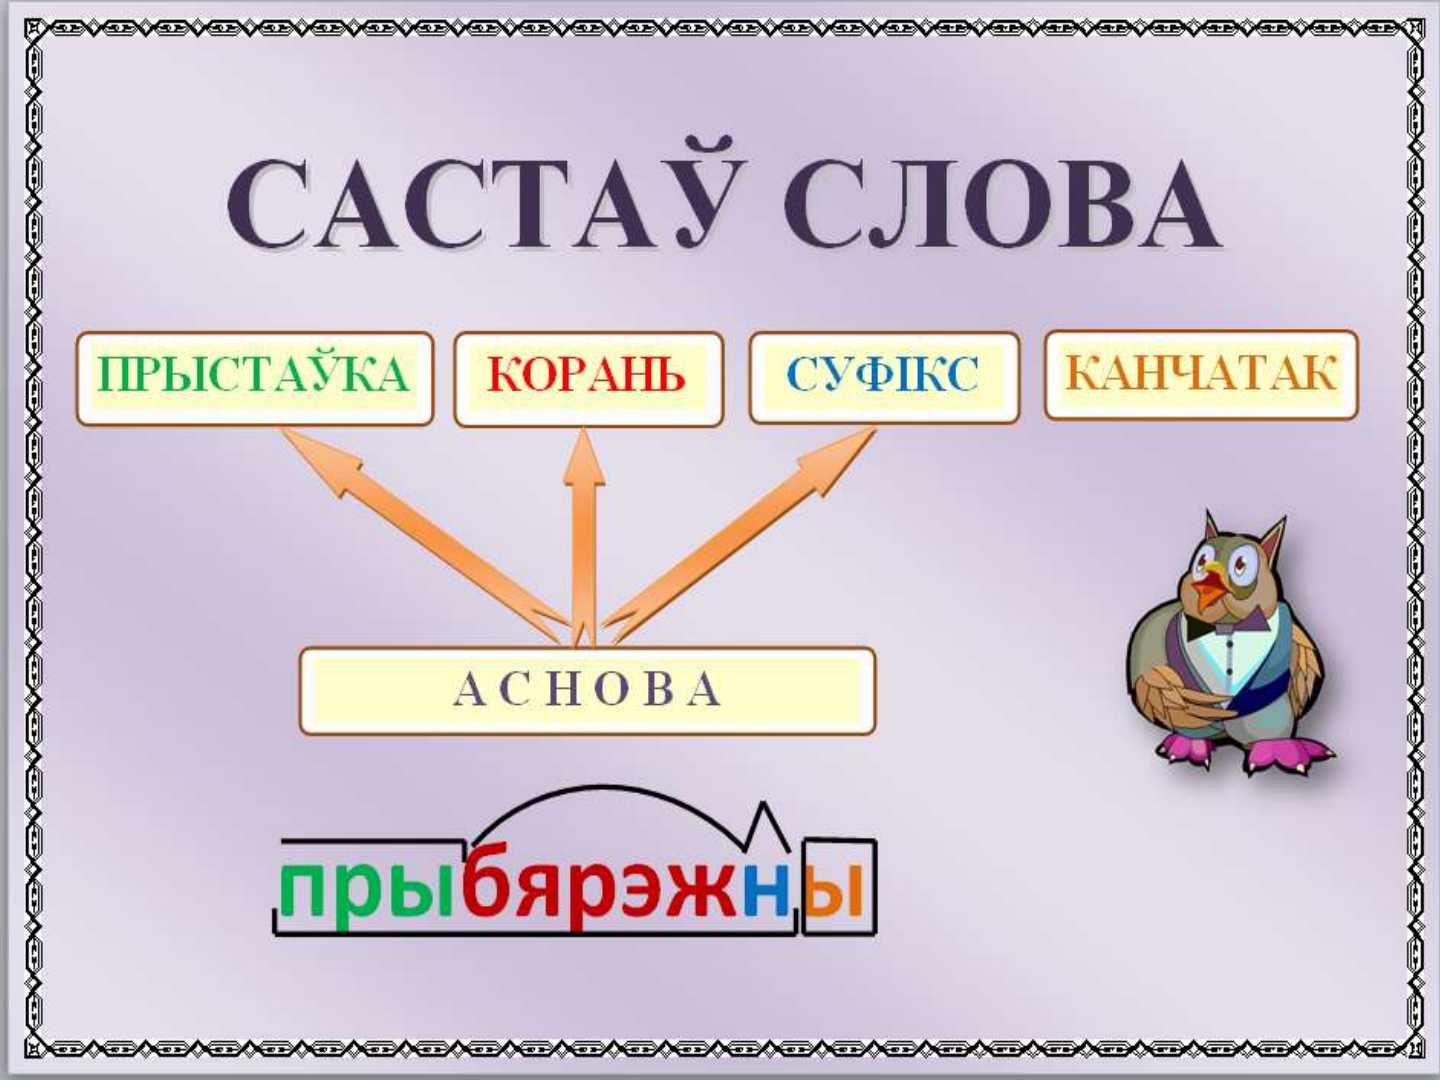 САСТАЎ СЛОВА
ПРЫСТАЎКА КОРАНЬ СУФІКС КАНЧАТАК
АСНОВА
прыбярэжны